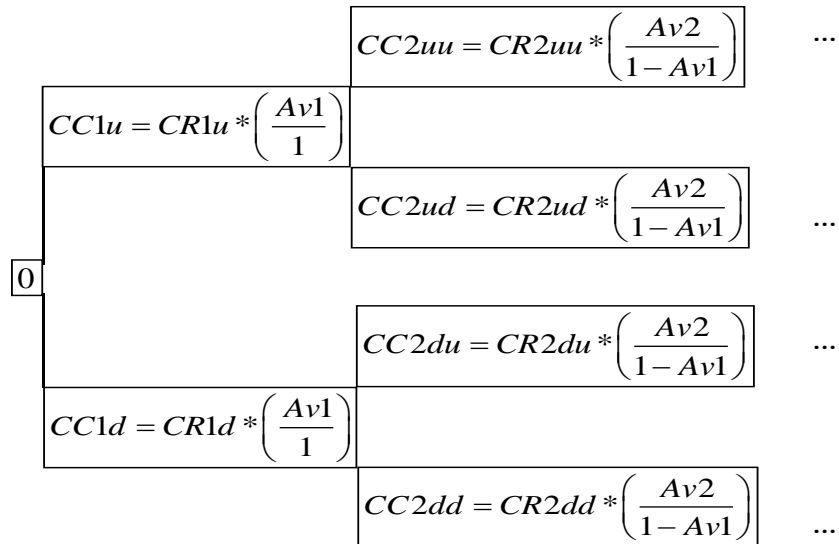 CC2uu = CR2uu * ( Av2 / 1 − Av1 ) ...
CC1u = CR1u * ( Av1 / 1 )
CC2ud = CR2ud * ( Av2 / 1 − Av1 ) ...
0
CC2du = CR2du * ( Av2 / 1 − Av1 ) ...
CC1d = CR1d * ( Av1 / 1 )
CC2dd = CR2dd * ( Av2 / 1 − Av1 ) ...